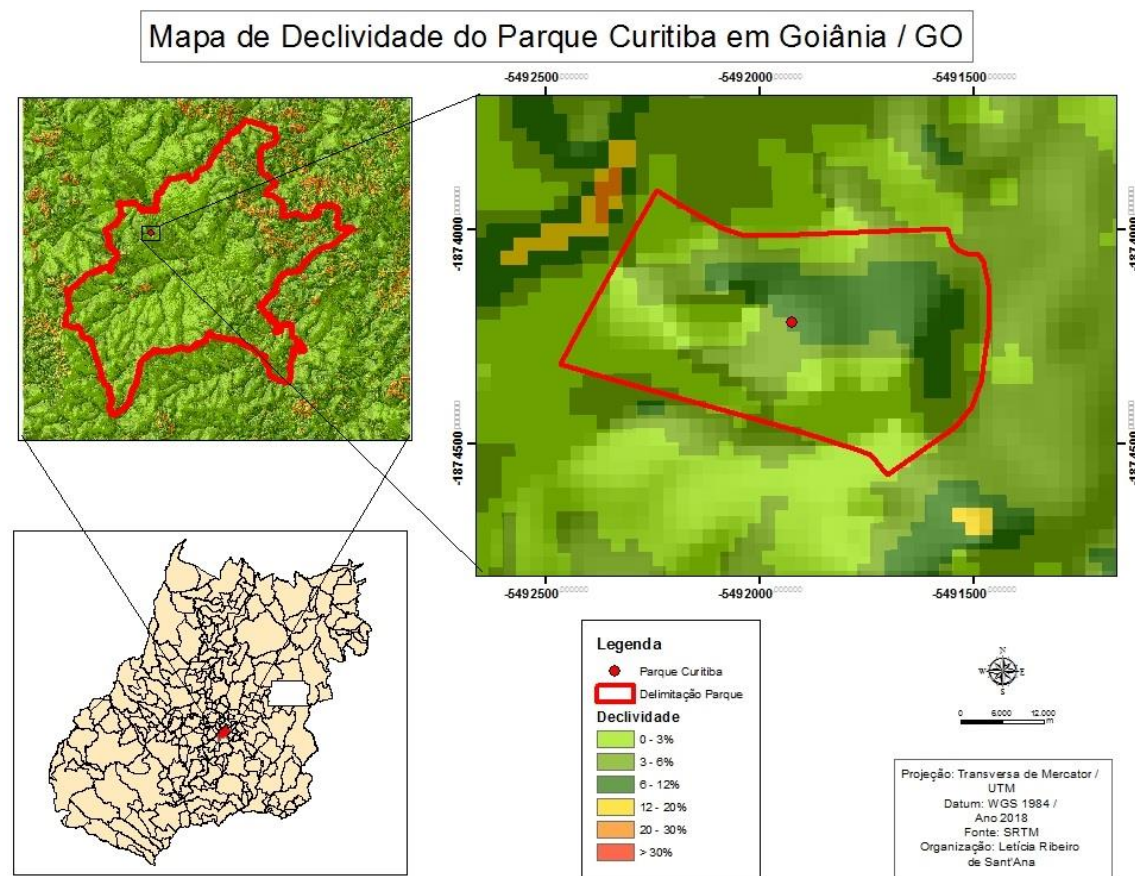 Mapa de Declividade do Parque Curitiba em Goiânia / GO
-5492500 -5492000 -5491500
-1874000 -1874000
-1874500 -1874500
-5492500 -5492000 -5491500
Legenda
Parque Curitiba
Delimitação Parque
Declividade
0 - 3%
3 - 6%
6 - 12%
12 - 20%
20 - 30%
> 30%
N
W E
S
0 6.000 12.000
m
Projeção: Transversa de Mercator /
UTM
Datum: WGS 1984 /
Ano 2018
Fonte: SRTM
Organização: Letícia Ribeiro
de Sant'Ana